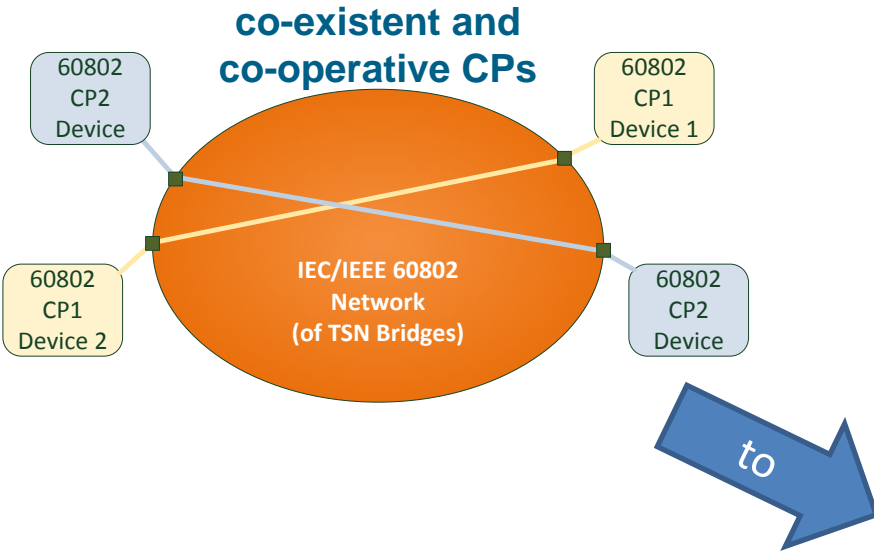 co-existent and
co-operative CPs
60802
CP2
Device
60802
CP1
Device 1
IEC/IEEE 60802
Network
(of TSN Bridges)
60802
CP1
Device 2
60802
CP2
Device
to